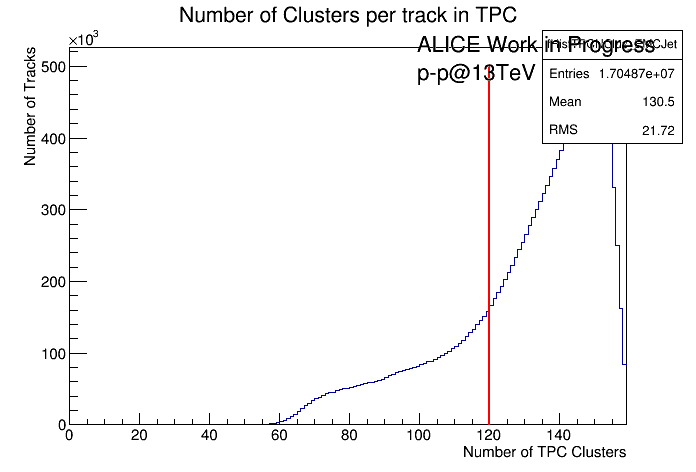 Number of Clusters per track in TPC
×10³
ALICE Work in Progress
p-p@13TeV
EMCJet
Entries 1.70487e+07
Mean 130.5
RMS 21.72
Number of Tracks
500
400
300
200
100
0
0 20 40 60 80 100 120 140
Number of TPC Clusters